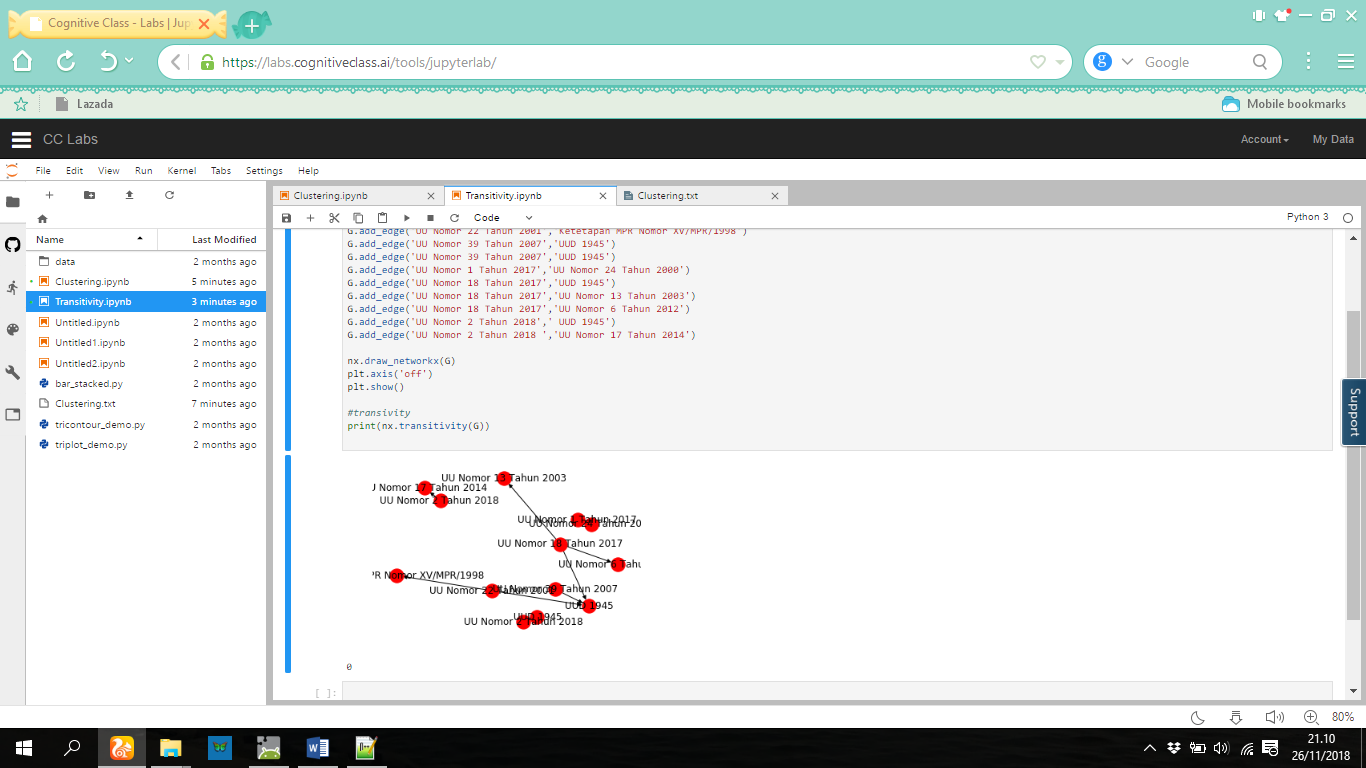 Cognitive Class - Labs | Jup
https://labs.cognitiveclass.ai/tools/jupyterlab/
Google
Lazada
Mobile bookmarks
CC Labs
Account
My Data
File Edit View Run Kernel Tabs Settings Help
Clustering.ipynb
Transitivity.ipynb
Clustering.txt
Code
Python 3
Name Last Modified
data 2 months ago
Clustering.ipynb 5 minutes ago
Transitivity.ipynb 3 minutes ago
Untitled.ipynb 2 months ago
Untitled1.ipynb 2 months ago
Untitled2.ipynb 2 months ago
bar_stacked.py 2 months ago
Clustering.txt 7 minutes ago
tricontour_demo.py 2 months ago
triplot_demo.py 2 months ago
G.add_edge('UU Nomor 22 Tahun 2001','Ketetapan MPR Nomor XV/MPR/1998')
G.add_edge('UU Nomor 39 Tahun 2007','UUD 1945')
G.add_edge('UU Nomor 39 Tahun 2007','UUD 1945')
G.add_edge('UU Nomor 1 Tahun 2017','UU Nomor 24 Tahun 2000')
G.add_edge('UU Nomor 18 Tahun 2017','UUD 1945')
G.add_edge('UU Nomor 18 Tahun 2017','UU Nomor 13 Tahun 2003')
G.add_edge('UU Nomor 18 Tahun 2017','UU Nomor 6 Tahun 2012')
G.add_edge('UU Nomor 2 Tahun 2018',' UUD 1945')
G.add_edge('UU Nomor 2 Tahun 2018 ','UU Nomor 17 Tahun 2014')
nx.draw_networkx(G)
plt.axis('off')
plt.show()
#transivity
print(nx.transitivity(G))
UU Nomor 13 Tahun 2003
Nomor 17 Tahun 2014
UU Nomor 2 Tahun 2018
UU Nomor 1 Tahun 2017
UU Nomor 24 Tahun 20
UU Nomor 18 Tahun 2017
UU Nomor 6 Tahu
PR Nomor XV/MPR/1998
UU Nomor 22 Tahun 200
Nomor 39 Tahun 2007
UUD 1945
UUD 1945
UU Nomor 2 Tahun 2018
0
[ ]:
Support
80%
21.10
26/11/2018